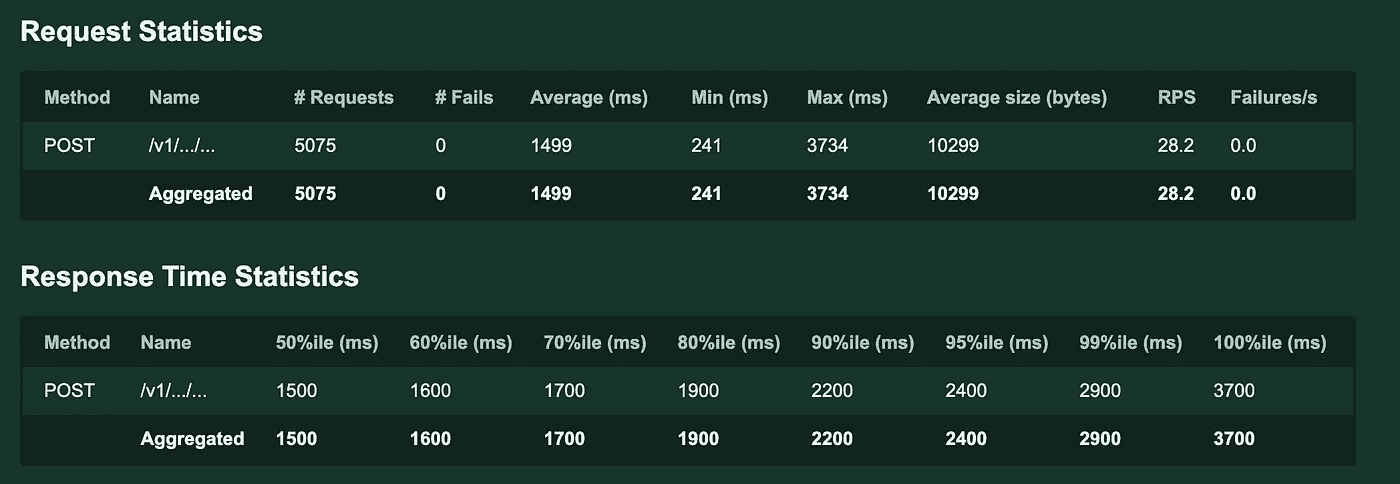 Request Statistics
Method Name # Requests # Fails Average (ms) Min (ms) Max (ms) Average size (bytes) RPS Failures/s
POST /v1/.../... 5075 0 1499 241 3734 10299 28.2 0.0
Aggregated 5075 0 1499 241 3734 10299 28.2 0.0
Response Time Statistics
Method Name 50%ile (ms) 60%ile (ms) 70%ile (ms) 80%ile (ms) 90%ile (ms) 95%ile (ms) 99%ile (ms) 100%ile (ms)
POST /v1/.../... 1500 1600 1700 1900 2200 2400 2900 3700
Aggregated 1500 1600 1700 1900 2200 2400 2900 3700